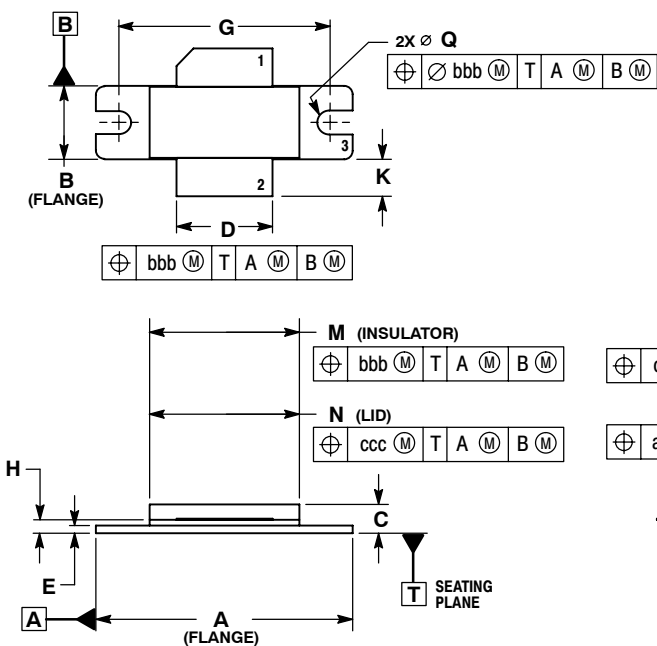 B
G
2X ⌀ Q
⌖ ⌀ bbb Ⓜ T A Ⓜ B Ⓜ
1
3
B
(FLANGE)
K
2
D
⌖ bbb Ⓜ T A Ⓜ B Ⓜ
M (INSULATOR)
⌖ bbb Ⓜ T A Ⓜ B Ⓜ
⌖
N (LID)
⌖ ccc Ⓜ T A Ⓜ B Ⓜ
⌖ a
H
C
E
T SEATING
PLANE
A
A
(FLANGE)